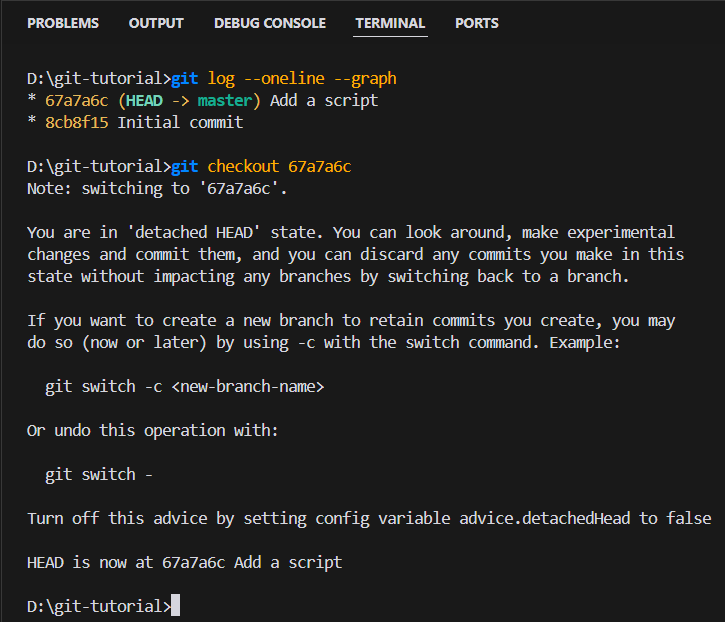 PROBLEMS OUTPUT DEBUG CONSOLE TERMINAL PORTS
D:\git-tutorial>git log --oneline --graph
* 67a7a6c (HEAD -> master) Add a script
* 8cb8f15 Initial commit
D:\git-tutorial>git checkout 67a7a6c
Note: switching to '67a7a6c'.
You are in 'detached HEAD' state. You can look around, make experimental
changes and commit them, and you can discard any commits you make in this
state without impacting any branches by switching back to a branch.
If you want to create a new branch to retain commits you create, you may
do so (now or later) by using -c with the switch command. Example:
git switch -c <new-branch-name>
Or undo this operation with:
git switch -
Turn off this advice by setting config variable advice.detachedHead to false
HEAD is now at 67a7a6c Add a script
D:\git-tutorial>